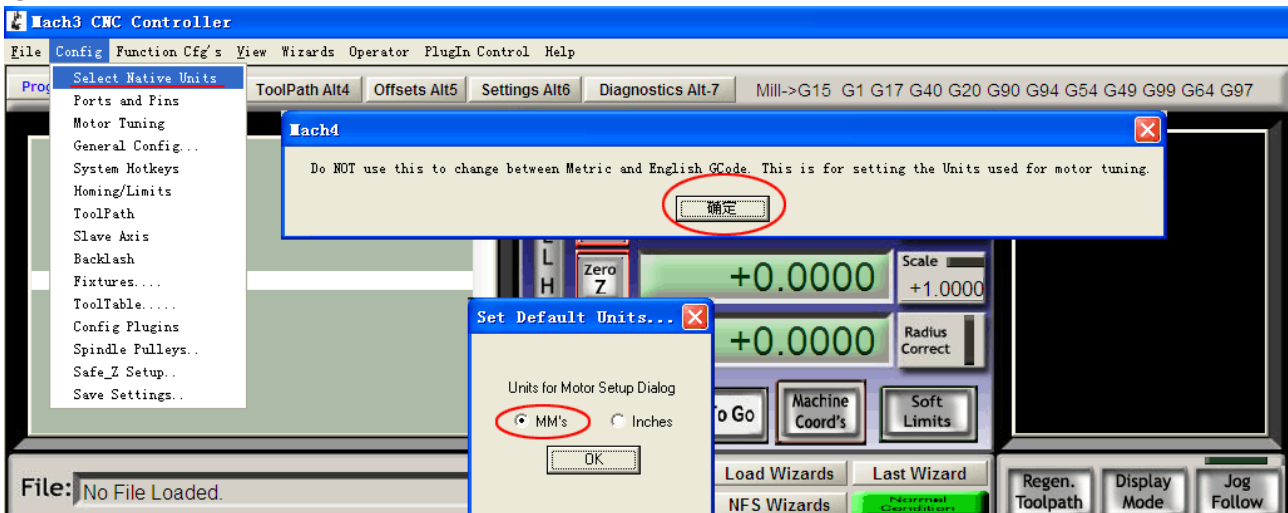 Mach3 CNC Controller
File Config Function Cfg's View Wizards Operator PlugIn Control Help
Select Native Units
Ports and Pins
Motor Tuning
General Config...
System Hotkeys
Homing/Limits
ToolPath
Slave Axis
Backlash
Fixtures....
ToolTable.....
Config Plugins
Spindle Pulleys..
Safe_Z Setup..
Save Settings..
ToolPath Alt4 Offsets Alt5 Settings Alt6 Diagnostics Alt-7 Mill->G15 G1 G17 G40 G20 G90 G94 G54 G49 G99 G64 G97
Mach4
Do NOT use this to change between Metric and English GCode. This is for setting the Units used for motor tuning.
确定
L
H
Zero
Z
+0.0000
Scale
+1.0000
Set Default Units...
Units for Motor Setup Dialog
MM's Inches
OK
+0.0000
Radius
Correct
o Go
Machine
Coord's
Soft
Limits
File: No File Loaded.
Load Wizards Last Wizard
NFS Wizards
Normal
Condition
Regen.
Toolpath
Display
Mode
Jog
Follow